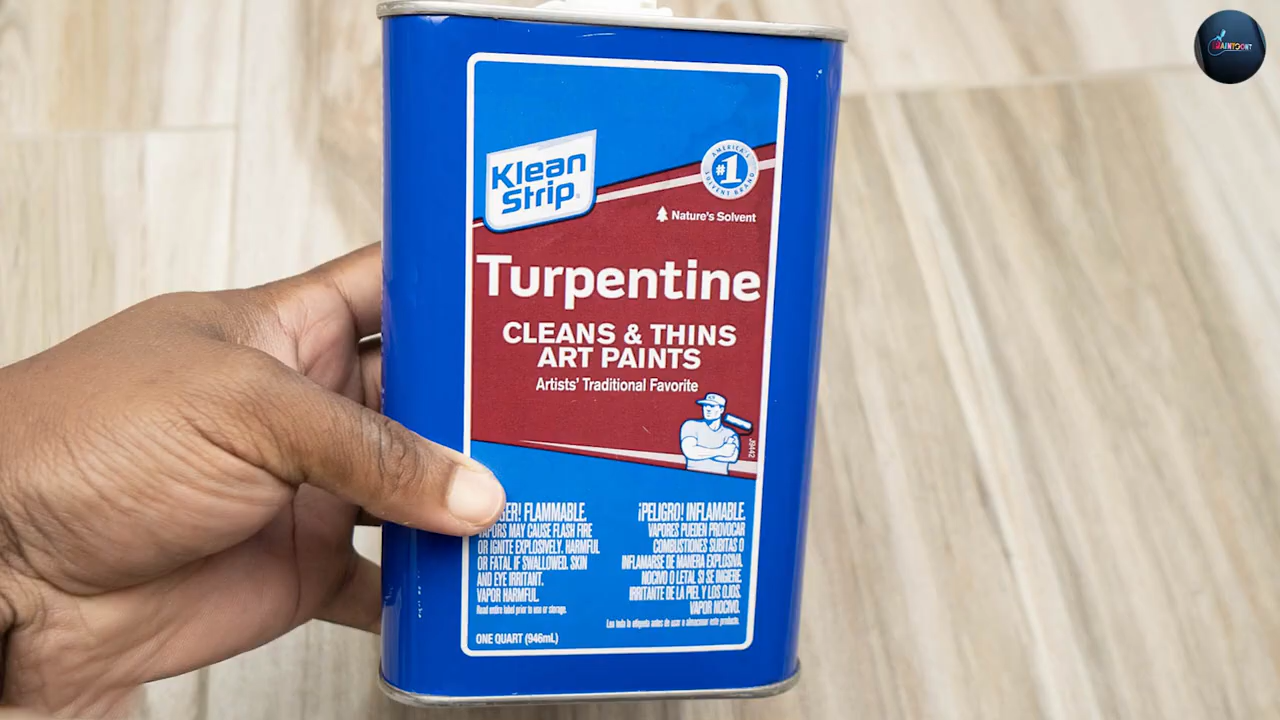 Klean
Strip
AMERICA'S
#1
SOLVENT BRAND
Nature's Solvent
Turpentine
CLEANS & THINS
ART PAINTS
Artists' Traditional Favorite
GER! FLAMMABLE.
VAPORS MAY CAUSE FLASH FIRE
OR IGNITE EXPLOSIVELY. HARMFUL
OR FATAL IF SWALLOWED. SKIN
AND EYE IRRITANT.
VAPOR HARMFUL.
Read entire label prior to use or storage.
ONE QUART (946mL)
¡PELIGRO! INFLAMABLE.
VAPORES PUEDEN PROVOCAR
COMBUSTIONES SUBITAS O
INFLAMARSE DE MANERA EXPLOSIVA.
NOCIVO O LETAL SI SE INGIERE.
IRRITANTE DE LA PIEL Y LOS OJOS.
VAPOR NOCIVO.
Lea toda la etiqueta antes de usar o almacenar este producto.